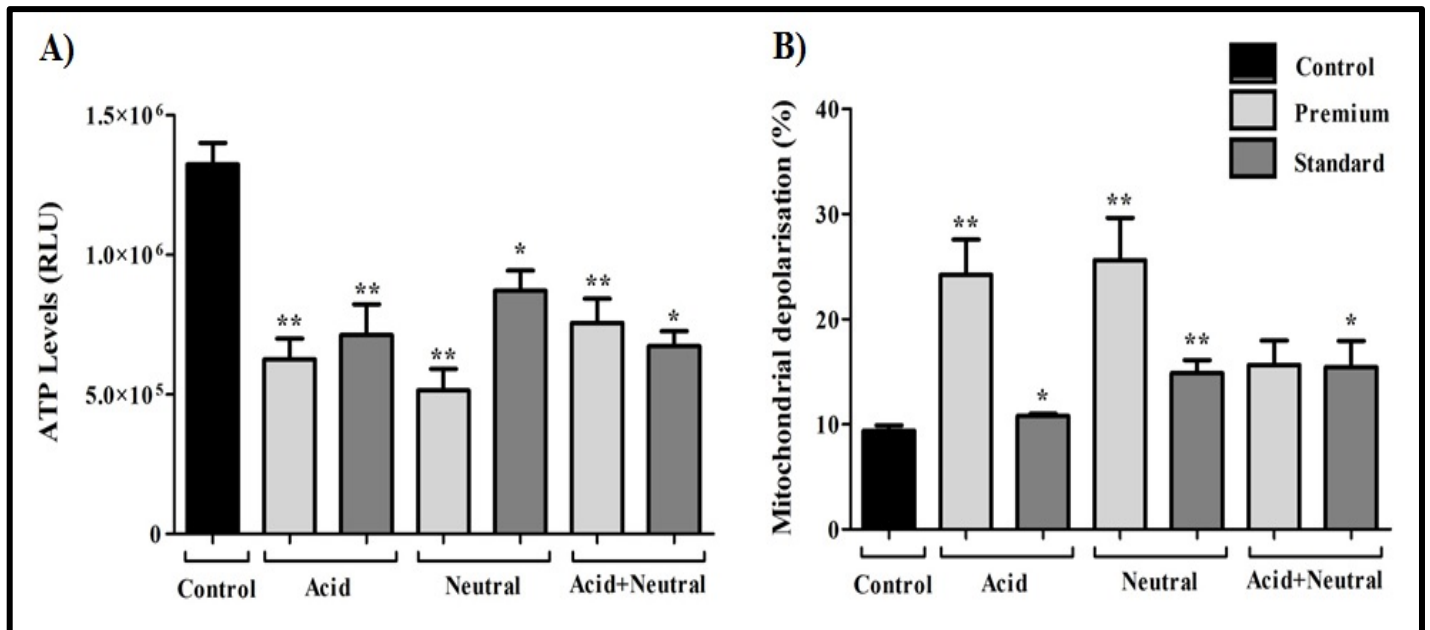 A)
ATP Levels (RLU)
1.5×10⁶
1.0×10⁶
5.0×10⁵
0
**
**
**
*
**
*
Control
Acid
Neutral
Acid+Neutral
B)
Control
Premium
Standard
Mitochondrial depolarisation (%)
40
30
20
10
0
**
*
**
**
*
Control
Acid
Neutral
Acid+Neutral